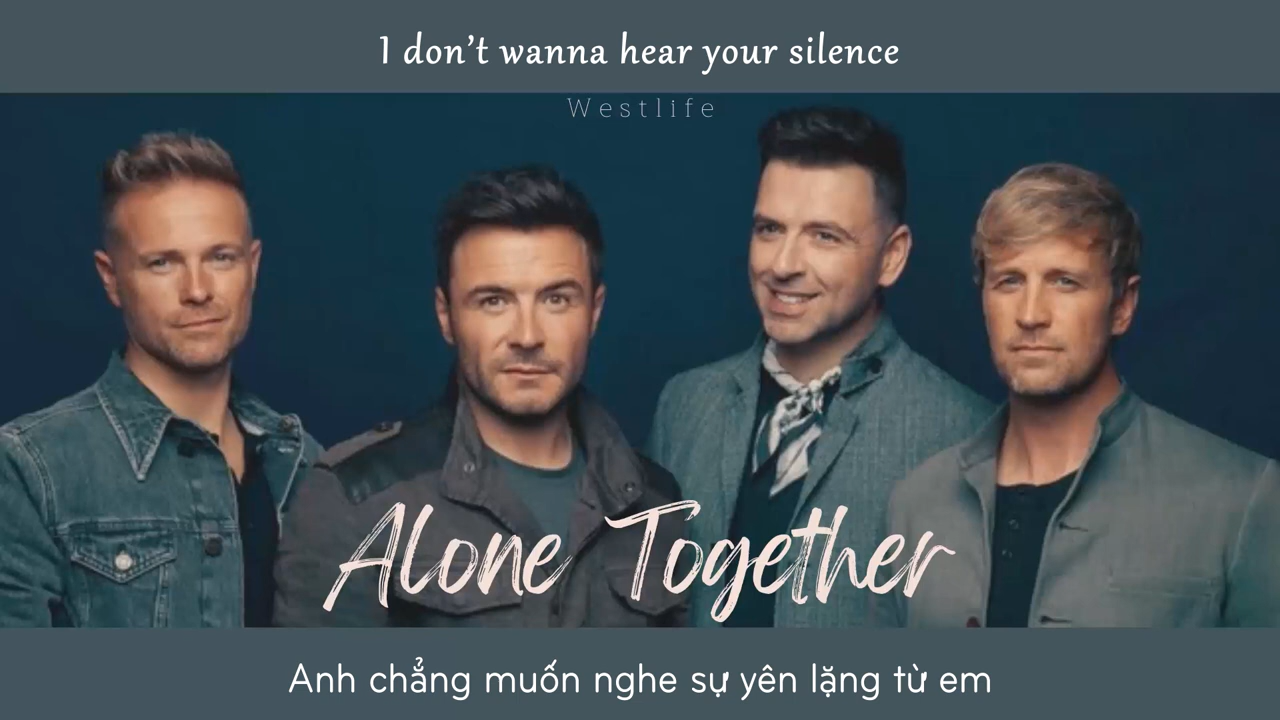 I don't wanna hear your silence
Westlife
Alone Together
Anh chẳng muốn nghe sự yên lặng từ em